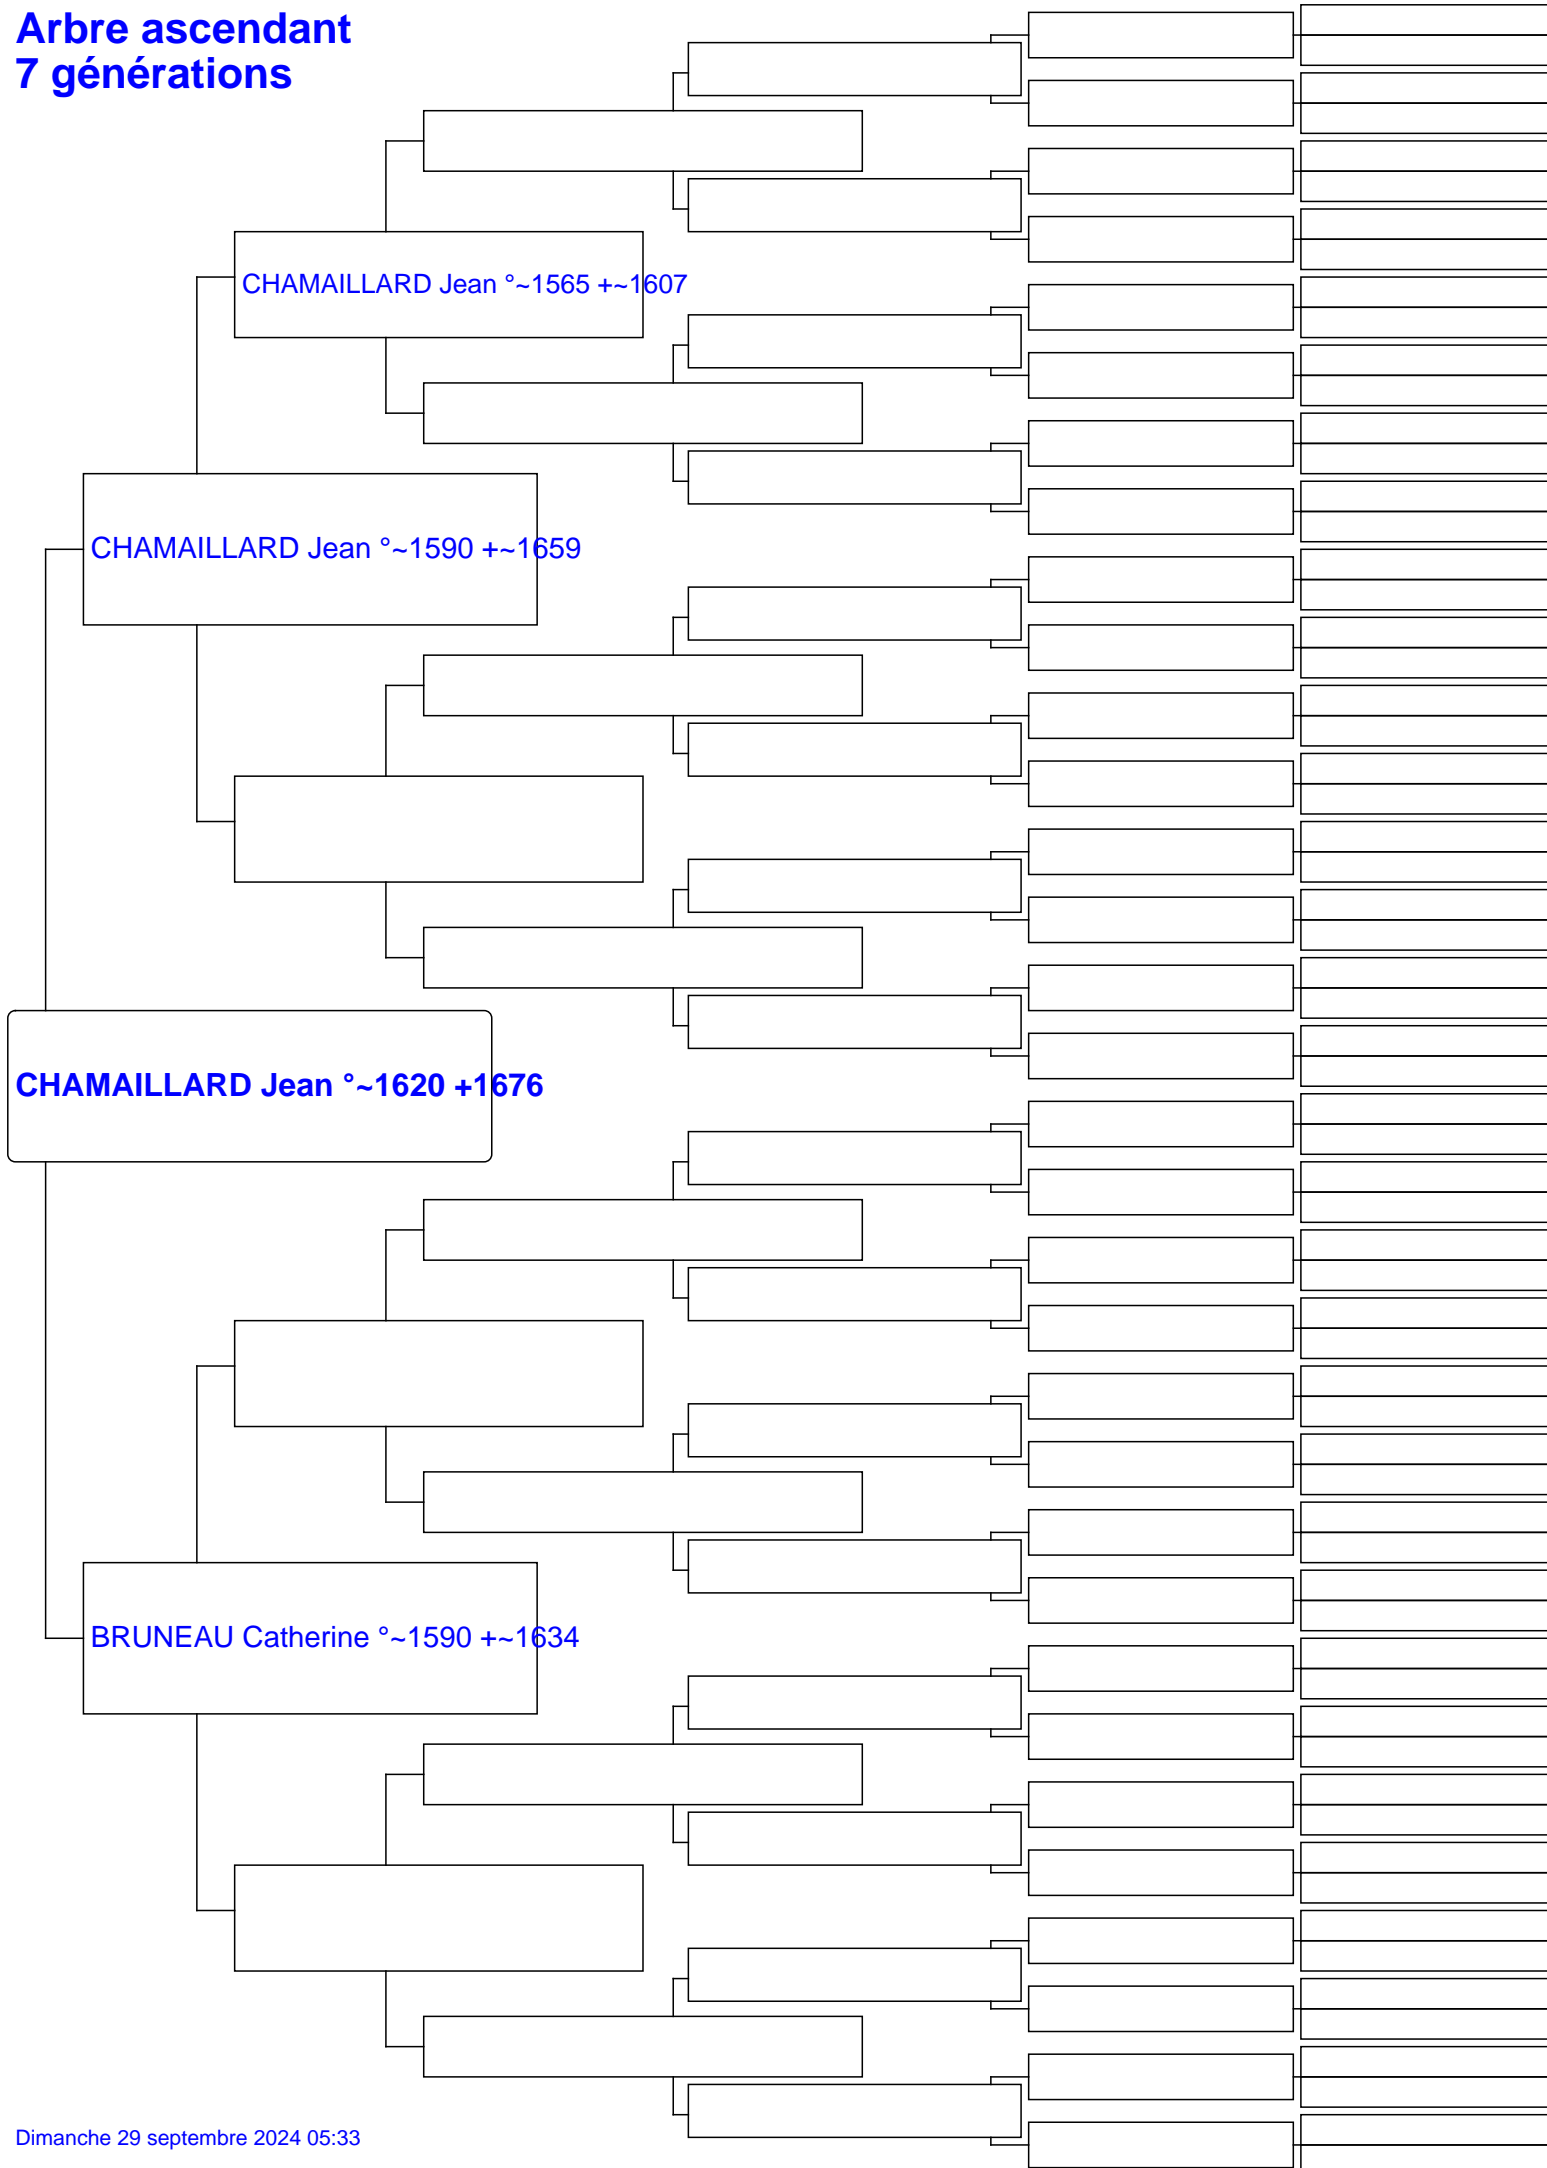 Arbre ascendant
7 générations
CHAMAILLARD Jean °~1565 +~1607
CHAMAILLARD Jean °~1590 +~1659
CHAMAILLARD Jean °~1620 +1676
BRUNEAU Catherine °~1590 +~1634
Dimanche 29 septembre 2024 05:33